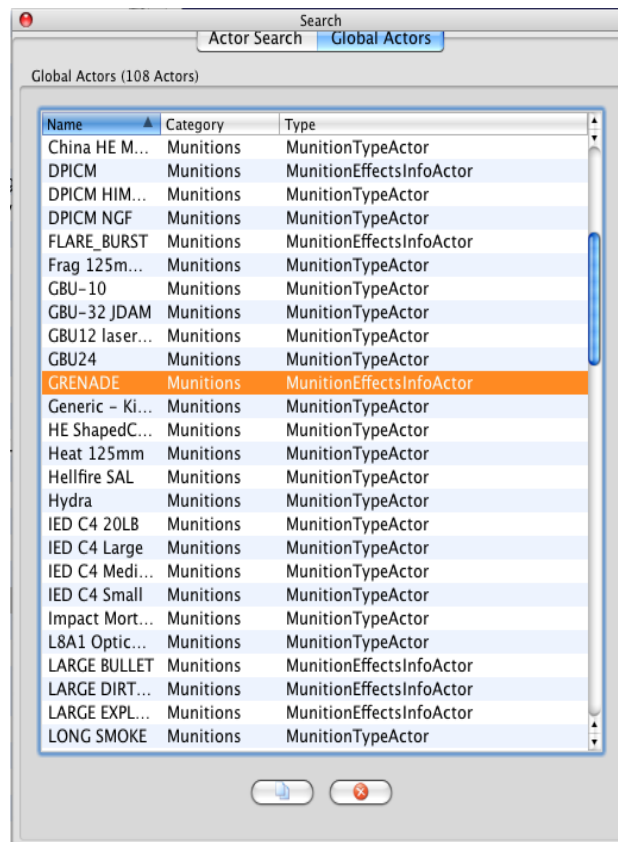 Search
Actor Search Global Actors
Global Actors (108 Actors)
Name Category Type
China HE M... Munitions MunitionTypeActor
DPICM Munitions MunitionEffectsInfoActor
DPICM HIM... Munitions MunitionTypeActor
DPICM NGF Munitions MunitionTypeActor
FLARE_BURST Munitions MunitionEffectsInfoActor
Frag 125m... Munitions MunitionTypeActor
GBU-10 Munitions MunitionTypeActor
GBU-32 JDAM Munitions MunitionTypeActor
GBU12 laser... Munitions MunitionTypeActor
GBU24 Munitions MunitionTypeActor
GRENADE Munitions MunitionEffectsInfoActor
Generic - Ki... Munitions MunitionTypeActor
HE ShapedC... Munitions MunitionTypeActor
Heat 125mm Munitions MunitionTypeActor
Hellfire SAL Munitions MunitionTypeActor
Hydra Munitions MunitionTypeActor
IED C4 20LB Munitions MunitionTypeActor
IED C4 Large Munitions MunitionTypeActor
IED C4 Medi... Munitions MunitionTypeActor
IED C4 Small Munitions MunitionTypeActor
Impact Mort... Munitions MunitionTypeActor
L8A1 Optic... Munitions MunitionTypeActor
LARGE BULLET Munitions MunitionEffectsInfoActor
LARGE DIRT... Munitions MunitionEffectsInfoActor
LARGE EXPL... Munitions MunitionEffectsInfoActor
LONG SMOKE Munitions MunitionTypeActor